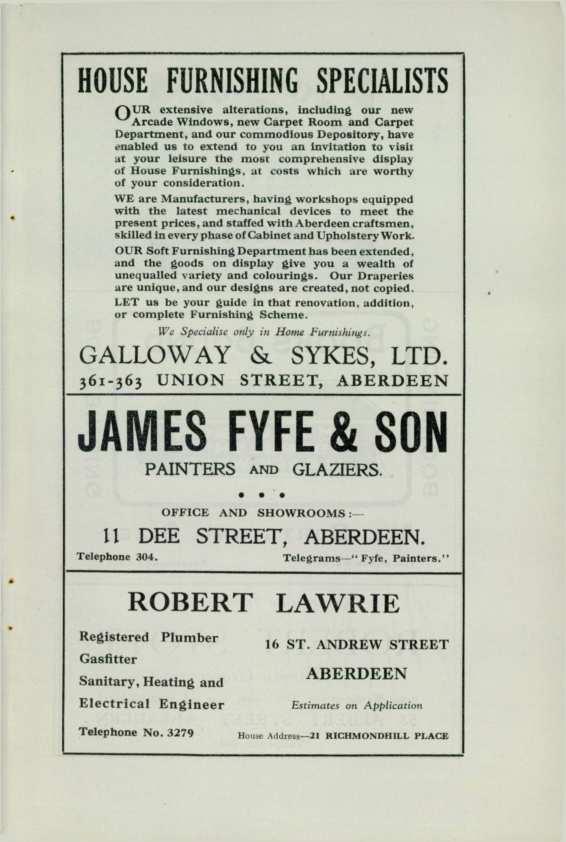 HOUSE FURNISHING SPECIALISTS
OUR extensive alterations, including our new
Arcade Windows, new Carpet Room and Carpet
Department, and our commodious Depository, have
enabled us to extend to you an invitation to visit
at your leisure the most comprehensive display
of House Furnishings, at costs which are worthy
of your consideration.
WE are Manufacturers, having workshops equipped
with the latest mechanical devices to meet the
present prices, and staffed with Aberdeen craftsmen,
skilled in every phase of Cabinet and Upholstery Work.
OUR Soft Furnishing Department has been extended,
and the goods on display give you a wealth of
unequalled variety and colourings. Our Draperies
are unique, and our designs are created, not copied.
LET us be your guide in that renovation, addition,
or complete Furnishing Scheme.
We Specialise only in Home Furnishings.
GALLOWAY & SYKES, LTD.
361-363 UNION STREET, ABERDEEN
JAMES FYFE & SON
PAINTERS AND GLAZIERS.
• • •
OFFICE AND SHOWROOMS:—
11 DEE STREET, ABERDEEN.
Telephone 304. Telegrams—"Fyfe, Painters."
ROBERT LAWRIE
Registered Plumber
Gasfitter
Sanitary, Heating and
Electrical Engineer
Telephone No. 3279
16 ST. ANDREW STREET
ABERDEEN
Estimates on Application
House Address—21 RICHMONDHILL PLACE